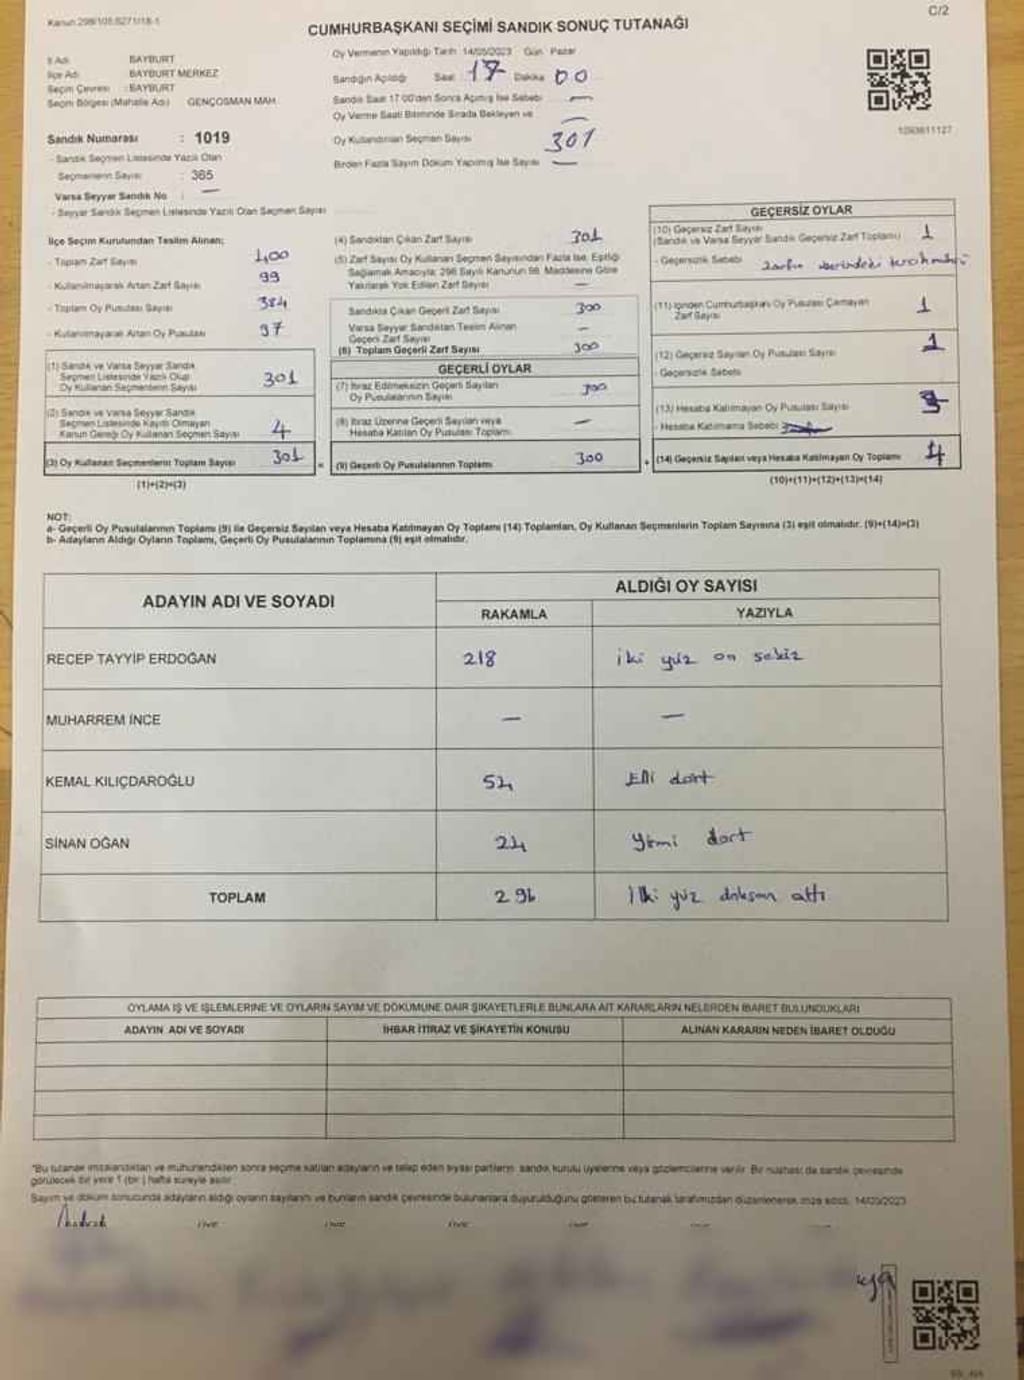 Kanun 298/105,6271/18-1
C/2
CUMHURBAŞKANI SEÇİMİ SANDIK SONUÇ TUTANAĞI
İl Adı BAYBURT
İlçe Adı BAYBURT MERKEZ
Seçim Çevresi : BAYBURT
Seçim Bölgesi (Mahalle Adı) GENÇOSMAN MAH.
Oy Vermenin Yapıldığı Tarih 14/05/2023 Gün Pazar
Sandığın Açıldığı Saat 17 Dakika 00
Sandık Saat 17:00'den Sonra Açılmış İse Sebebi —
Oy Verme Saati Bitiminde Sırada Bekleyen ve
Oy Kullandırılan Seçmen Sayısı 301
Birden Fazla Sayım Döküm Yapılmış İse Sayısı —
Sandık Numarası : 1019
- Sandık Seçmen Listesinde Yazılı Olan
Seçmenlerin Sayısı : 365
Varsa Seyyar Sandık No : —
- Seyyar Sandık Seçmen Listesinde Yazılı Olan Seçmen Sayısı
İlçe Seçim Kurulundan Teslim Alınan;
- Toplam Zarf Sayısı 400
- Kullanılmayarak Artan Zarf Sayısı 99
- Toplam Oy Pusulası Sayısı 384
- Kullanılmayarak Artan Oy Pusulası 97
(1) Sandık ve Varsa Seyyar Sandık
Seçmen Listesinde Yazılı Olup
Oy Kullanan Seçmenlerin Sayısı 301
(2) Sandık ve Varsa Seyyar Sandık
Seçmen Listesinde Kayıtlı Olmayan
Kanun Gereği Oy Kullanan Seçmen Sayısı 4
(3) Oy Kullanan Seçmenlerin Toplam Sayısı 301
(1)+(2)=(3)
(4) Sandıktan Çıkan Zarf Sayısı 301
(5) Zarf Sayısı Oy Kullanan Seçmen Sayısından Fazla İse, Eşitliği
Sağlamak Amacıyla; 298 Sayılı Kanunun 98. Maddesine Göre
Yakılarak Yok Edilen Zarf Sayısı —
Sandıkta Çıkan Geçerli Zarf Sayısı 300
Varsa Seyyar Sandıktan Teslim Alınan
Geçerli Zarf Sayısı —
(6) Toplam Geçerli Zarf Sayısı 300
GEÇERLİ OYLAR
(7) İtiraz Edilmeksizin Geçerli Sayılan
Oy Pusulalarının Sayısı 300
(8) İtiraz Üzerine Geçerli Sayılan veya
Hesaba Katılan Oy Pusulası Toplamı —
= (9) Geçerli Oy Pusulalarının Toplamı 300
GEÇERSİZ OYLAR
(10) Geçersiz Zarf Sayısı
(Sandık ve Varsa Seyyar Sandık Geçersiz Zarf Toplamı) 1
- Geçersizlik Sebebi zarfın üzerindeki
(11) İçinden Cumhurbaşkanı Oy Pusulası Çıkmayan
Zarf Sayısı 1
(12) Geçersiz Sayılan Oy Pusulası Sayısı 1
- Geçersizlik Sebebi
(13) Hesaba Katılmayan Oy Pusulası Sayısı
- Hesaba Katılmama Sebebi
+ (14) Geçersiz Sayılan veya Hesaba Katılmayan Oy Toplamı 4
(10)+(11)+(12)+(13)=(14)
NOT:
a- Geçerli Oy Pusulalarının Toplamı (9) ile Geçersiz Sayılan veya Hesaba Katılmayan Oy Toplamı (14) Toplamları, Oy Kullanan Seçmenlerin Toplam Sayısına (3) eşit olmalıdır. (9)+(14)=(3)
b- Adayların Aldığı Oyların Toplamı, Geçerli Oy Pusulalarının Toplamına (9) eşit olmalıdır.
ADAYIN ADI VE SOYADI
ALDIĞI OY SAYISI
RAKAMLA YAZIYLA
RECEP TAYYİP ERDOĞAN 218 iki yüz on sekiz
MUHARREM İNCE — —
KEMAL KILIÇDAROĞLU 54 Elli dört
SİNAN OĞAN 24 Yirmi dört
TOPLAM 296 İki yüz doksan altı
OYLAMA İŞ VE İŞLEMLERİNE VE OYLARIN SAYIM VE DÖKÜMÜNE DAİR ŞİKAYETLERLE BUNLARA AİT KARARLARIN NELERDEN İBARET BULUNDUKLARI
ADAYIN ADI VE SOYADI İHBAR İTİRAZ VE ŞİKAYETİN KONUSU ALINAN KARARIN NEDEN İBARET OLDUĞU
*Bu tutanak imzalandıktan ve mühürlendikten sonra seçime katılan adayların ve talep eden siyasi partilerin sandık kurulu üyelerine veya gözlemcilerine verilir. Bir nüshası da sandık çevresinde
görülecek bir yere 1 (bir) hafta süreyle asılır.
Sayım ve döküm sonucunda adayların aldığı oyların sayılarını ve bunların sandık çevresinde bulunanlara duyurulduğunu gösteren bu tutanak tarafımızdan düzenlenerek imza edildi. 14/05/2023